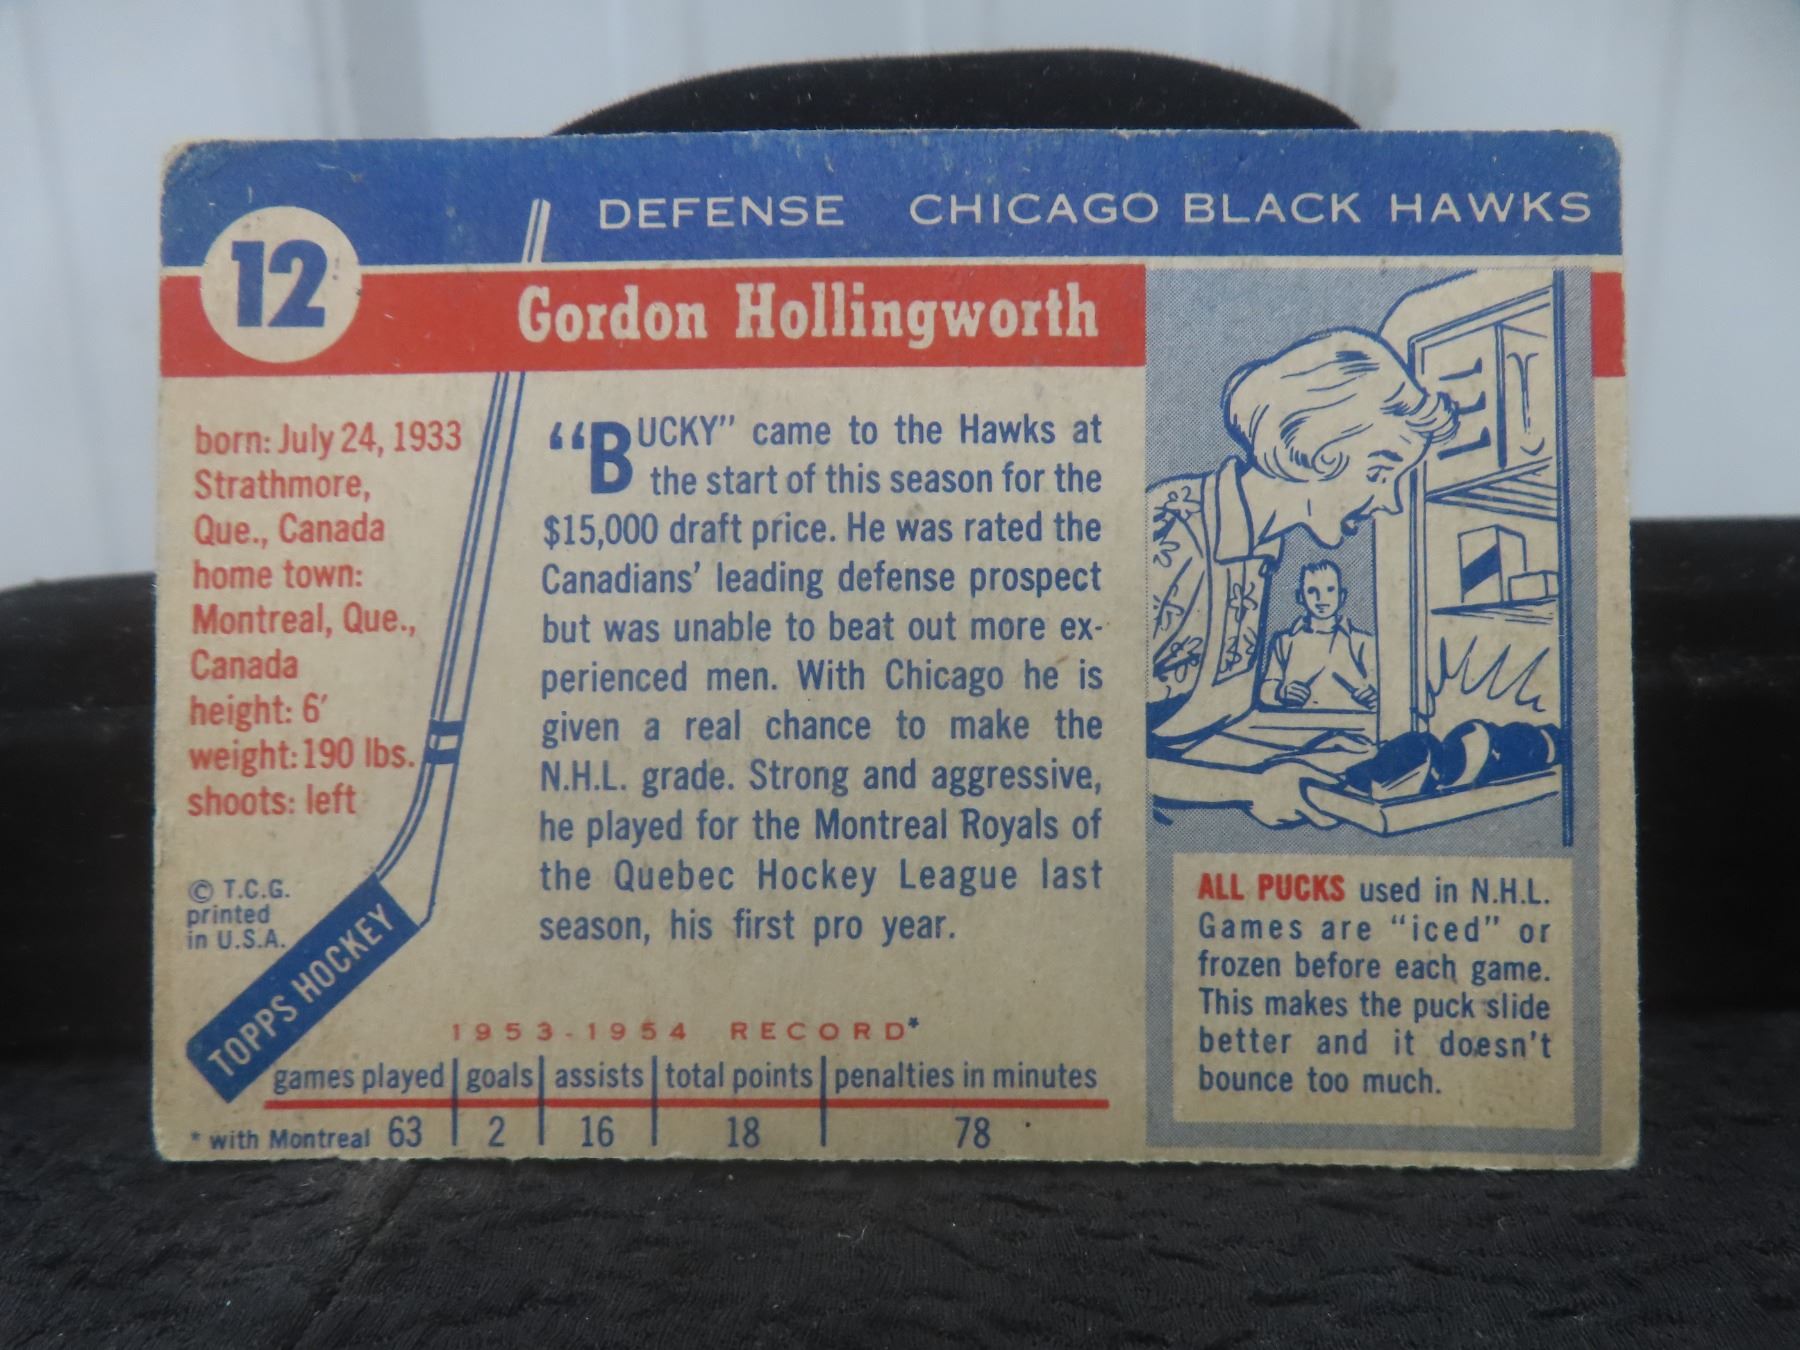 DEFENSE CHICAGO BLACK HAWKS
12
Gordon Hollingworth
born: July 24, 1933
Strathmore,
Que., Canada
home town:
Montreal, Que.,
Canada
height: 6'
weight: 190 lbs.
shoots: left
© T.C.G.
printed
in U.S.A.
TOPPS HOCKEY
"BUCKY" came to the Hawks at
the start of this season for the
$15,000 draft price. He was rated the
Canadians' leading defense prospect
but was unable to beat out more ex-
perienced men. With Chicago he is
given a real chance to make the
N.H.L. grade. Strong and aggressive,
he played for the Montreal Royals of
the Quebec Hockey League last
season, his first pro year.
1953-1954 RECORD*
games played goals assists total points penalties in minutes
* with Montreal 63 2 16 18 78
ALL PUCKS used in N.H.L.
Games are "iced" or
frozen before each game.
This makes the puck slide
better and it doesn't
bounce too much.